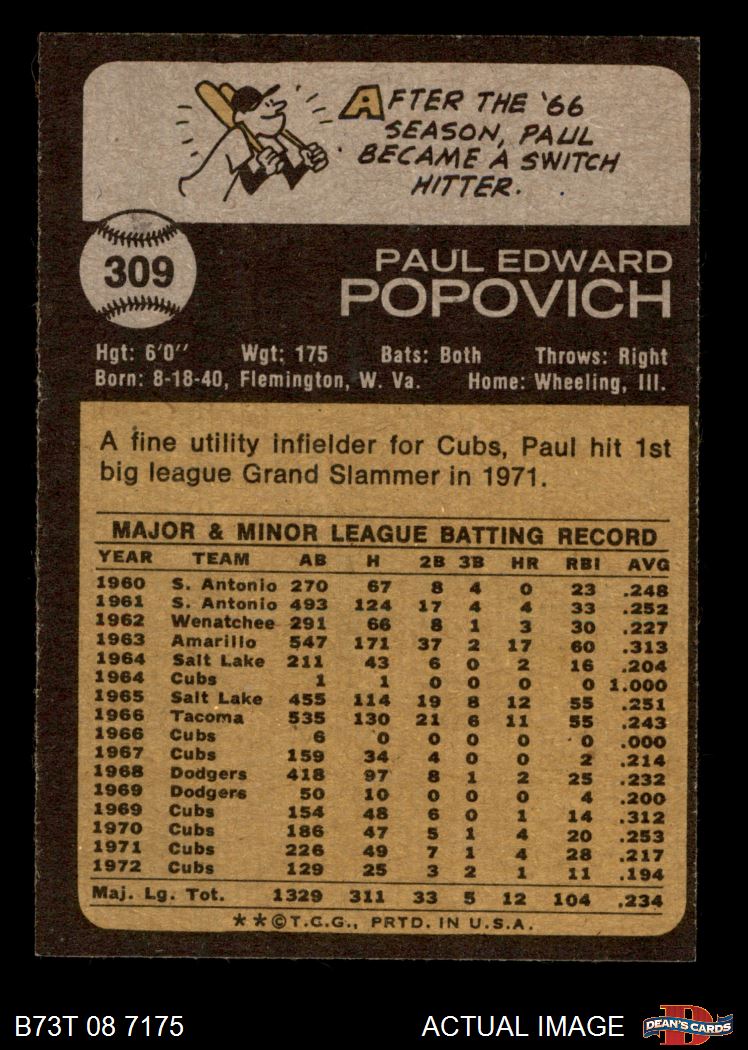 AFTER THE '66
SEASON, PAUL
BECAME A SWITCH
HITTER.
309
PAUL EDWARD
POPOVICH
Hgt: 6'0" Wgt: 175 Bats: Both Throws: Right
Born: 8-18-40, Flemington, W. Va. Home: Wheeling, Ill.
A fine utility infielder for Cubs, Paul hit 1st
big league Grand Slammer in 1971.
MAJOR & MINOR LEAGUE BATTING RECORD
YEAR TEAM AB H 2B 3B HR RBI AVG
1960 S. Antonio 270 67 8 4 0 23 .248
1961 S. Antonio 493 124 17 4 4 33 .252
1962 Wenatchee 291 66 8 1 3 30 .227
1963 Amarillo 547 171 37 2 17 60 .313
1964 Salt Lake 211 43 6 0 2 16 .204
1964 Cubs 1 1 0 0 0 0 1.000
1965 Salt Lake 455 114 19 8 12 55 .251
1966 Tacoma 535 130 21 6 11 55 .243
1966 Cubs 6 0 0 0 0 0 .000
1967 Cubs 159 34 4 0 0 2 .214
1968 Dodgers 418 97 8 1 2 25 .232
1969 Dodgers 50 10 0 0 0 4 .200
1969 Cubs 154 48 6 0 1 14 .312
1970 Cubs 186 47 5 1 4 20 .253
1971 Cubs 226 49 7 1 4 28 .217
1972 Cubs 129 25 3 2 1 11 .194
Maj. Lg. Tot. 1329 311 33 5 12 104 .234
**©T.C.G., PRTD. IN U.S.A.
B73T 08 7175 ACTUAL IMAGE D DEAN'S CARDS